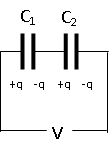 C₁ C₂
+q -q +q -q
V